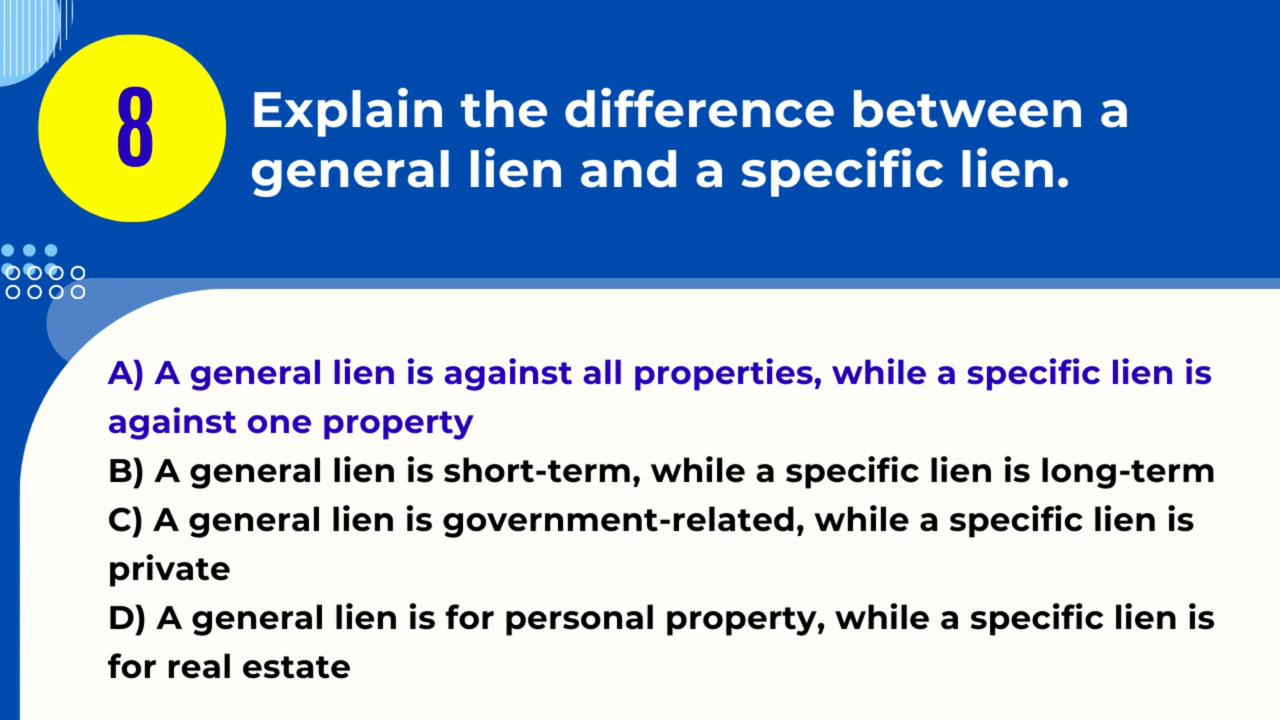 8
Explain the difference between a
general lien and a specific lien.
A) A general lien is against all properties, while a specific lien is
against one property
B) A general lien is short-term, while a specific lien is long-term
C) A general lien is government-related, while a specific lien is
private
D) A general lien is for personal property, while a specific lien is
for real estate